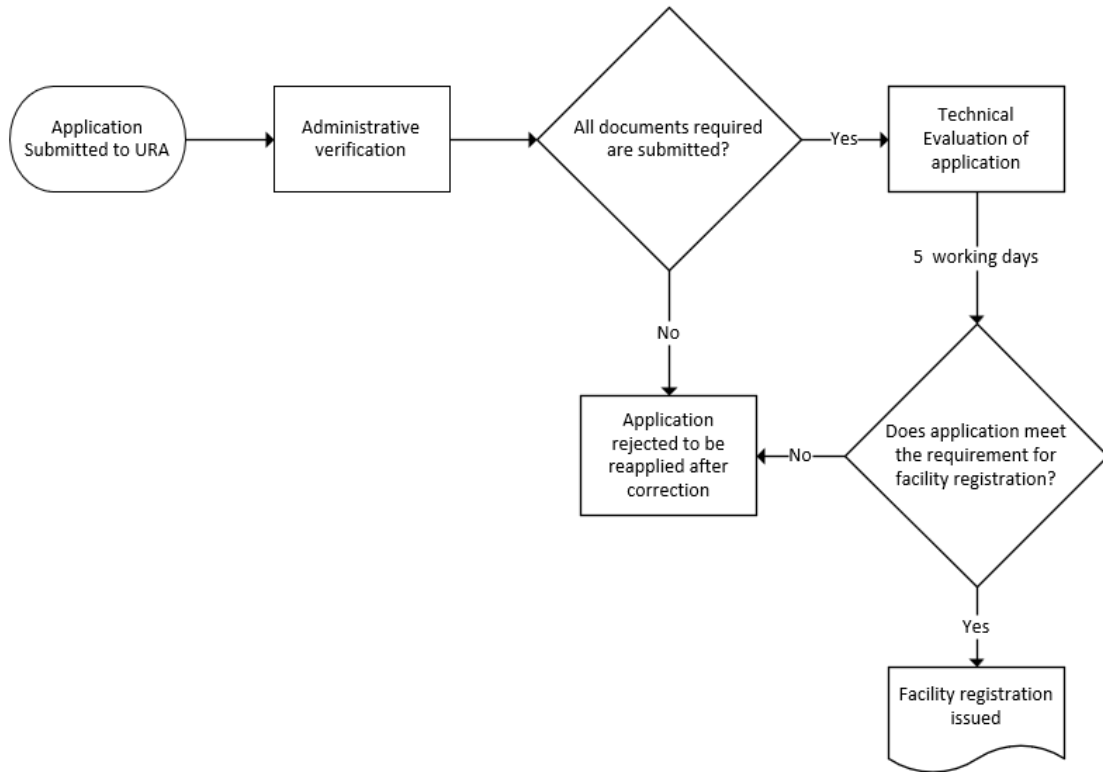 Application
Submitted to URA
Administrative
verification
All documents required
are submitted?
Yes
Technical
Evaluation of
application
5 working days
No
Application
rejected to be
reapplied after
correction
No
Does application meet
the requirement for
facility registration?
Yes
Facility registration
issued